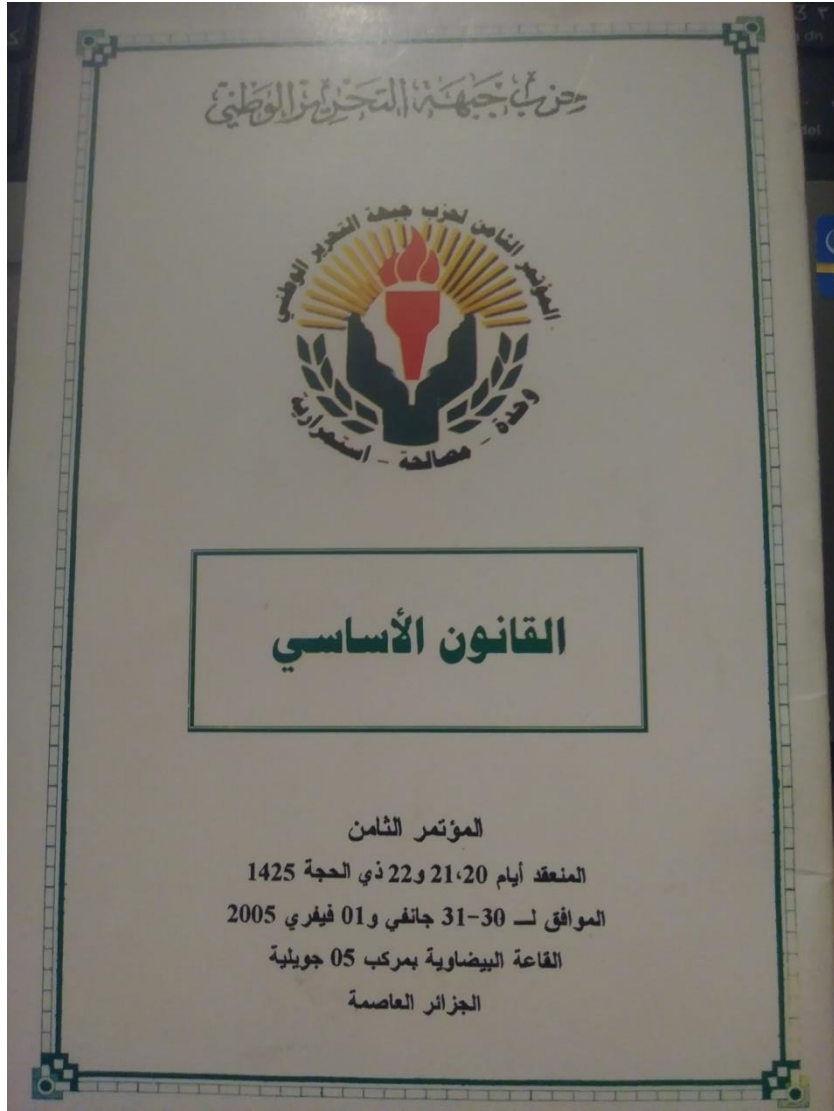 حزب جبهة التحرير الوطني
المؤتمر الثامن لحزب جبهة التحرير الوطني
وحدة - مصالحة - استمرارية
القانون الأساسي
المؤتمر الثامن
المنعقد أيام 21،20 و22 ذي الحجة 1425
الموافق لـ 30-31 جانفي و01 فيفري 2005
القاعة البيضاوية بمركب 05 جويلية
الجزائر العاصمة